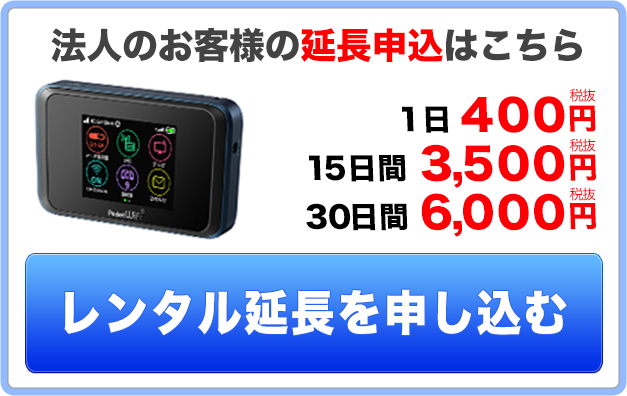 法人のお客様の延長申込はこちら
1日 400円 税抜
15日間 3,500円 税抜
30日間 6,000円 税抜
Pocket WiFi
レンタル延長を申し込む